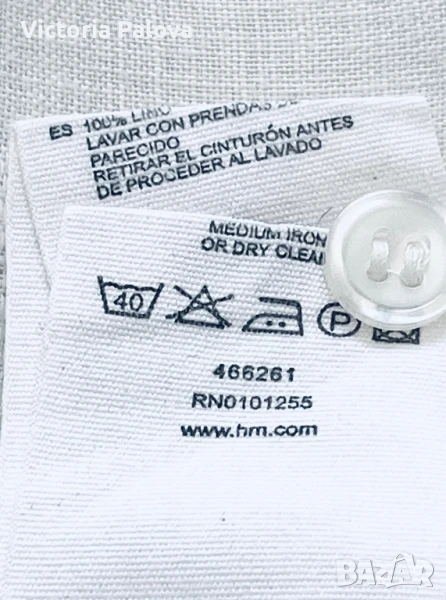 Victoria Palova
ES 100% LINO
LAVAR CON PRENDAS DE
PARECIDO
RETIRAR EL CINTURÓN ANTES
DE PROCEDER AL LAVADO
MEDIUM IRON
OR DRY CLEAN
40
P
466261
RN0101255
www.hm.com
BAZAR